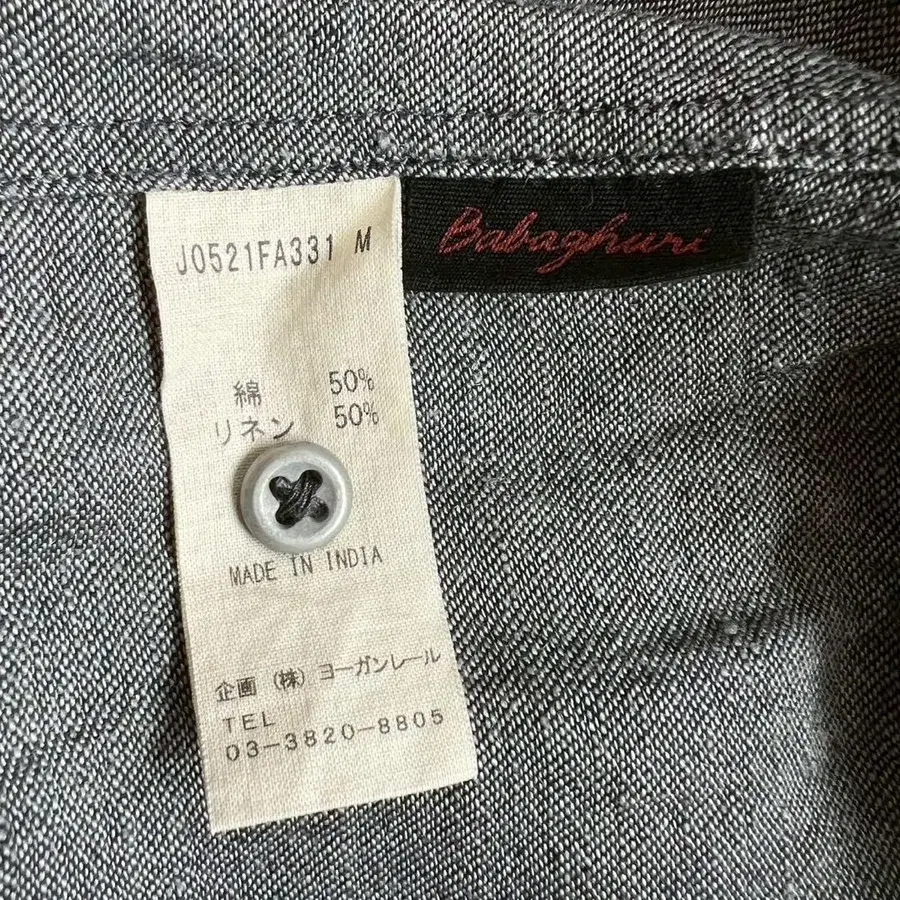 J0521FA331 M
Babaghuri
綿 50%
リネン 50%
MADE IN INDIA
企画 (株) ヨーガンレール
TEL
03-3820-8805